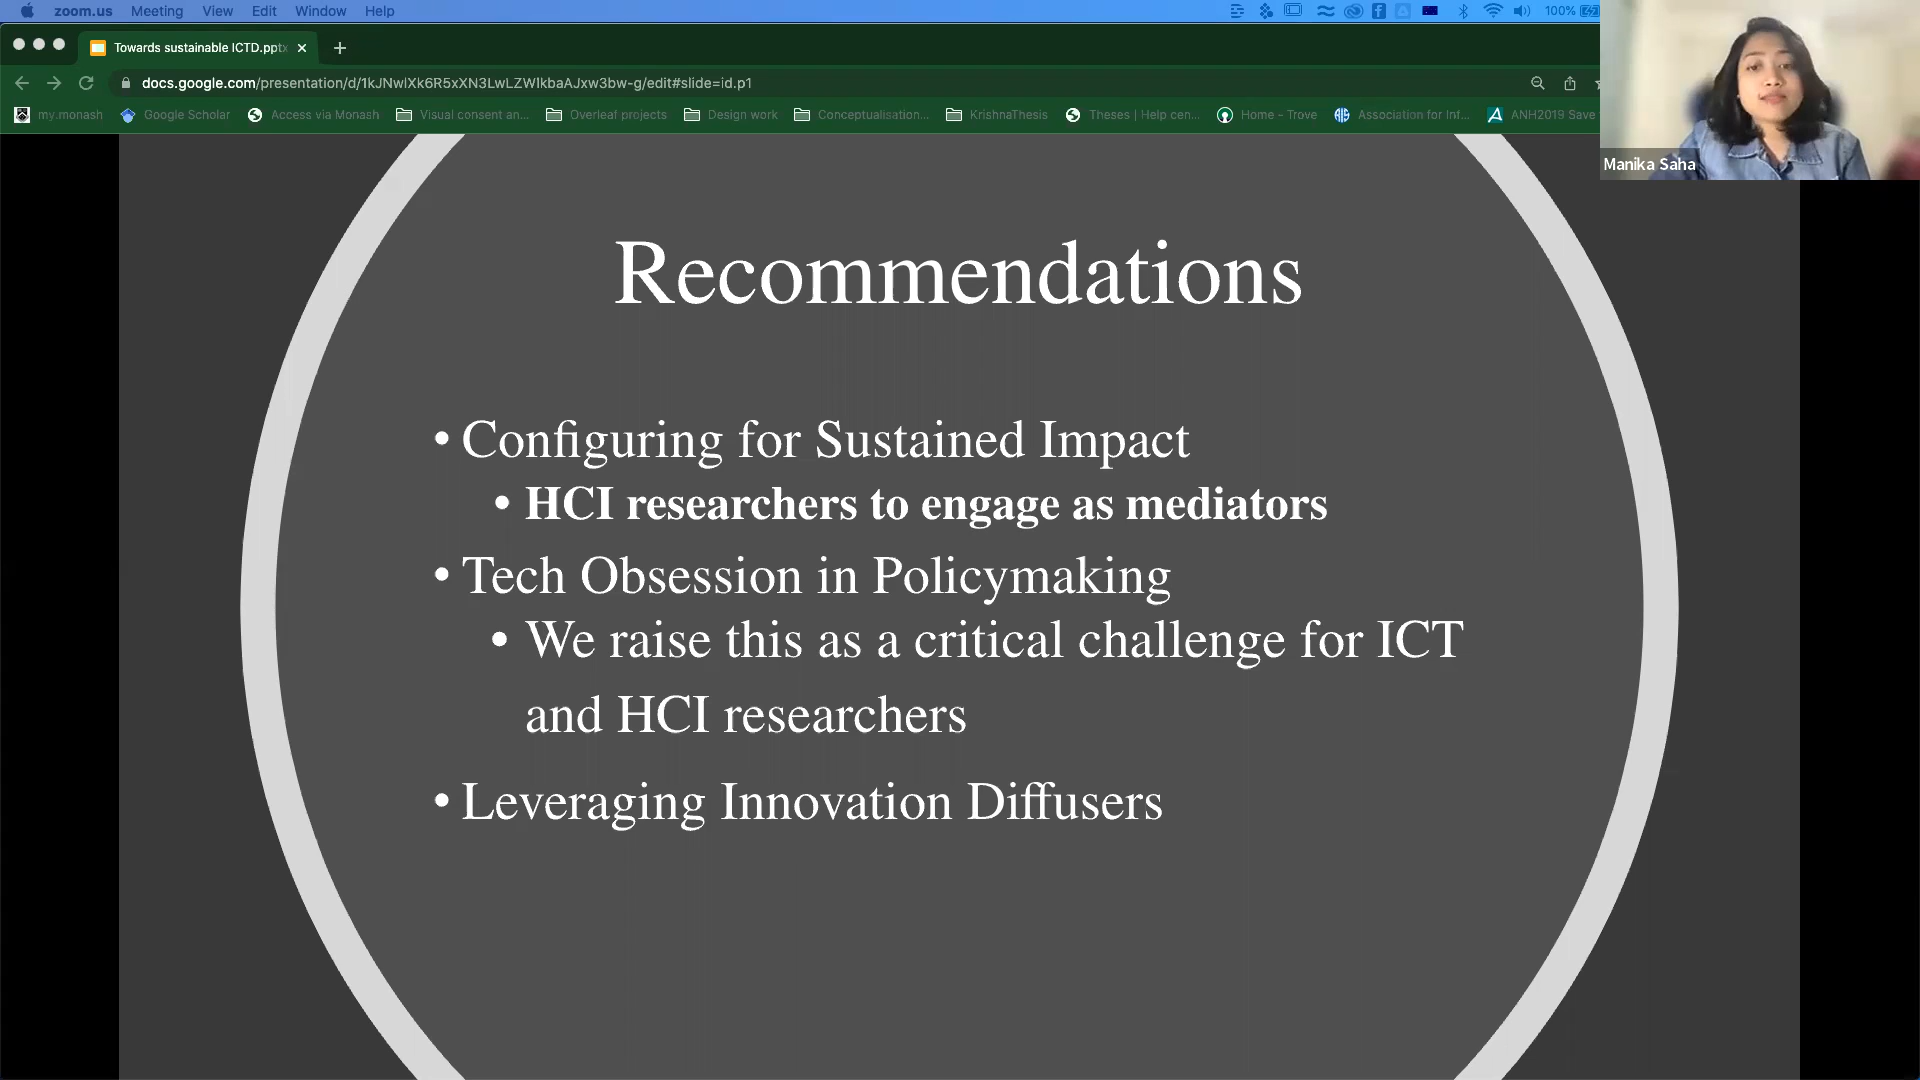 zoom.us Meeting View Edit Window Help 100%
Towards sustainable ICTD.pptx
docs.google.com/presentation/d/1kJNwlXk6R5xXN3LwLZWlkbaAJxw3bw-g/edit#slide=id.p1
my.monash Google Scholar Access via Monash Visual consent an... Overleaf projects Design work Conceptualisation... KrishnaThesis Theses | Help cen... Home – Trove Association for Inf... ANH2019 Save
Manika Saha
Recommendations
• Configuring for Sustained Impact
• HCI researchers to engage as mediators
• Tech Obsession in Policymaking
• We raise this as a critical challenge for ICT
and HCI researchers
• Leveraging Innovation Diffusers